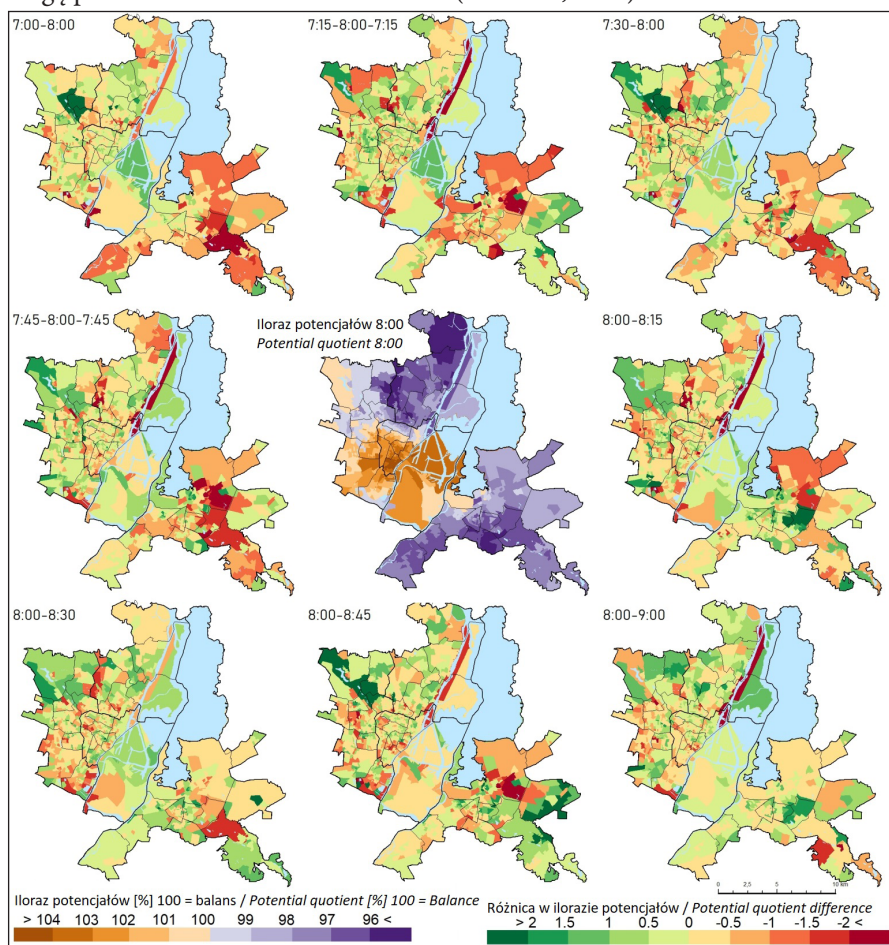 7:00-8:00
7:15-8:00-7:15
7:30-8:00
7:45-8:00-7:45
Iloraz potencjałów 8:00
Potential quotient 8:00
8:00-8:15
8:00-8:30
8:00-8:45
8:00-9:00
0 2,5 5 10 km
Iloraz potencjałów [%] 100 = balans / Potential quotient [%] 100 = Balance
> 104 103 102 101 100 99 98 97 96 <
Różnica w ilorazie potencjałów / Potential quotient difference
> 2 1.5 1 0.5 0 -0.5 -1 -1.5 -2 <